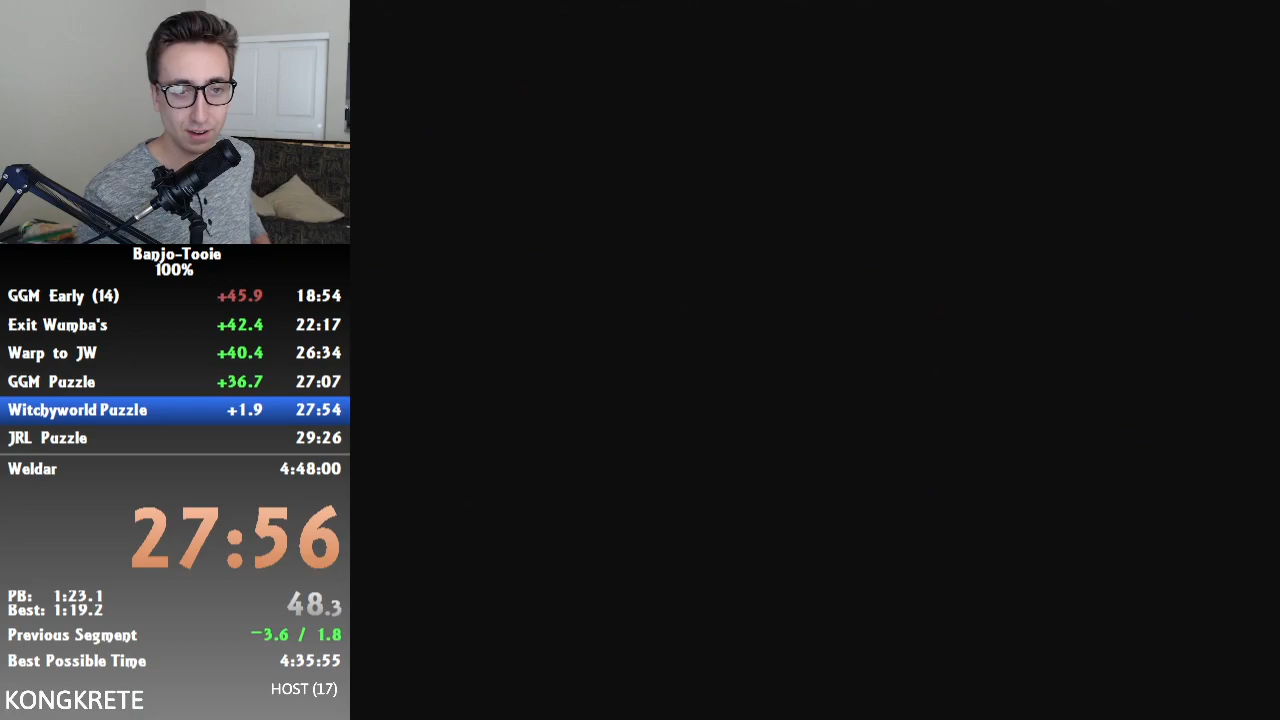 Banjo-Tooie
100%
GGM Early (14) +45.9 18:54
Exit Wumba's +42.4 22:17
Warp to JW +40.4 26:34
GGM Puzzle +36.7 27:07
Witchyworld Puzzle +1.9 27:54
JRL Puzzle 29:26
Weldar 4:48:00
27:56
PB: 1:23.1
Best: 1:19.2 48.3
Previous Segment −3.6 / 1.8
Best Possible Time 4:35:55
KONGKRETE HOST (17)